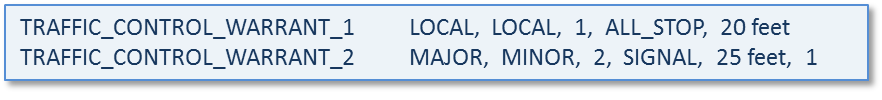 TRAFFIC_CONTROL_WARRANT_1 LOCAL, LOCAL, 1, ALL_STOP, 20 feet
TRAFFIC_CONTROL_WARRANT_2 MAJOR, MINOR, 2, SIGNAL, 25 feet, 1